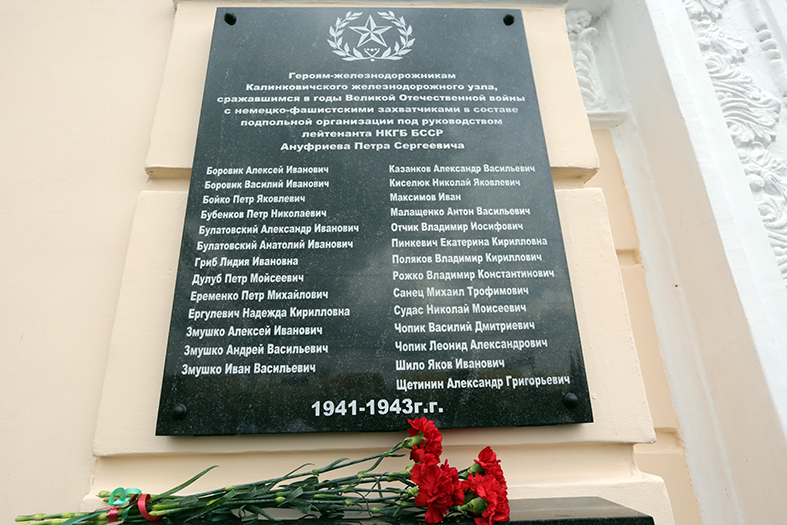 Героям-железнодорожникам
Калинковичского железнодорожного узла,
сражавшимся в годы Великой Отечественной войны
с немецко-фашистскими захватчиками в составе
подпольной организации под руководством
лейтенанта НКГБ БССР
Ануфриева Петра Сергеевича
Боровик Алексей Иванович
Боровик Василий Иванович
Бойко Петр Яковлевич
Бубенков Петр Николаевич
Булатовский Александр Иванович
Булатовский Анатолий Иванович
Гриб Лидия Ивановна
Дулуб Петр Мойсеевич
Еременко Петр Михайлович
Ергулевич Надежда Кирилловна
Змушко Алексей Иванович
Змушко Андрей Васильевич
Змушко Иван Васильевич
Казанков Александр Васильевич
Киселюк Николай Яковлевич
Максимов Иван
Малащенко Антон Васильевич
Отчик Владимир Иосифович
Пинкевич Екатерина Кирилловна
Поляков Владимир Кириллович
Рожко Владимир Константинович
Санец Михаил Трофимович
Судас Николай Моисеевич
Чопик Василий Дмитриевич
Чопик Леонид Александрович
Шило Яков Иванович
Щетинин Александр Григорьевич
1941-1943г.г.